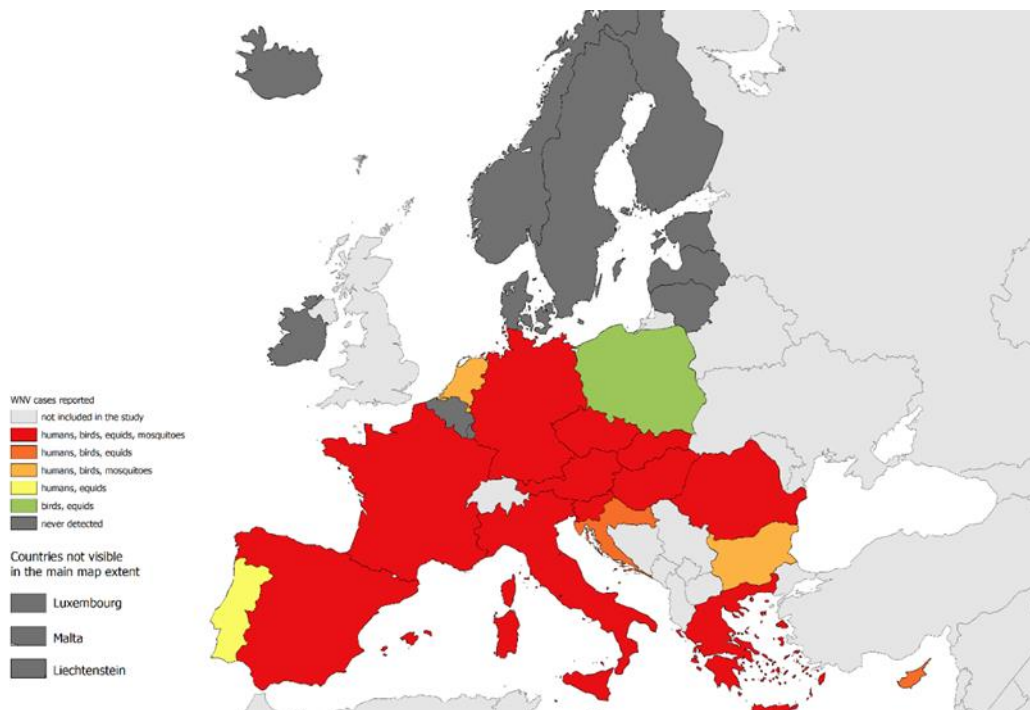 WNV cases reported
not included in the study
humans, birds, equids, mosquitoes
humans, birds, equids
humans, birds, mosquitoes
humans, equids
birds, equids
never detected
Countries not visible
in the main map extent
Luxembourg
Malta
Liechtenstein